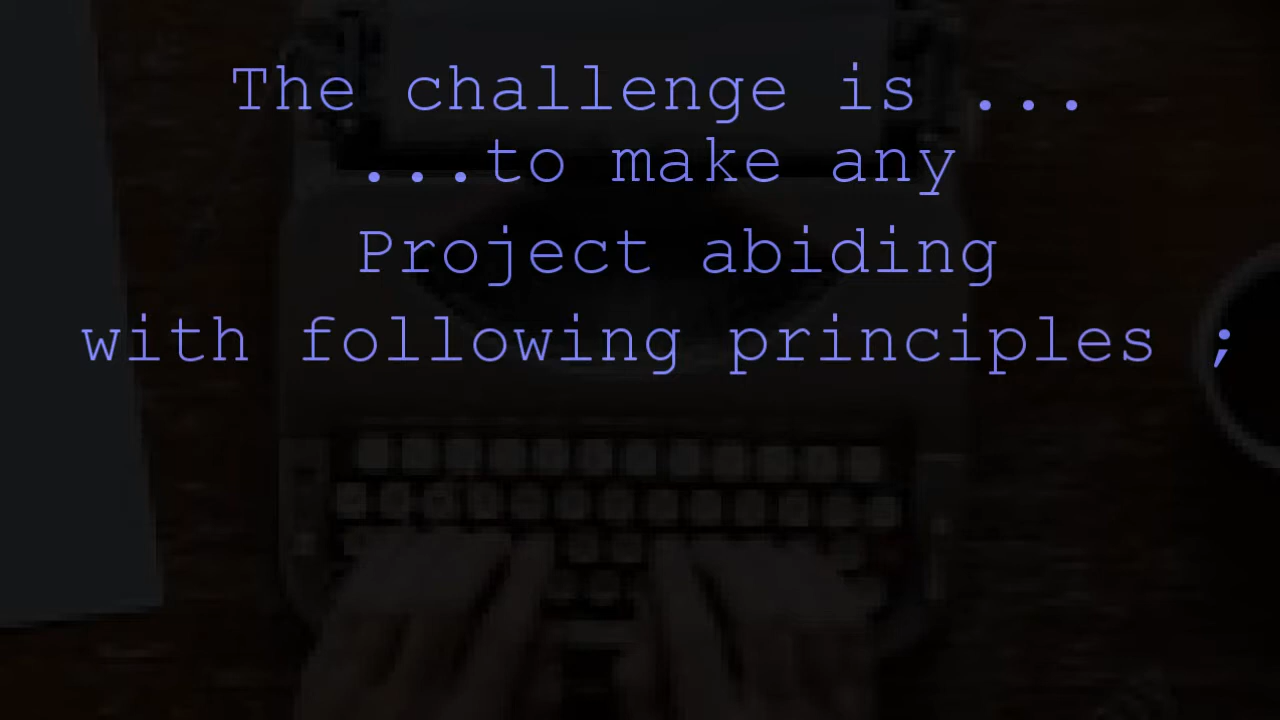 The challenge is ...
...to make any
Project abiding
with following principles ;